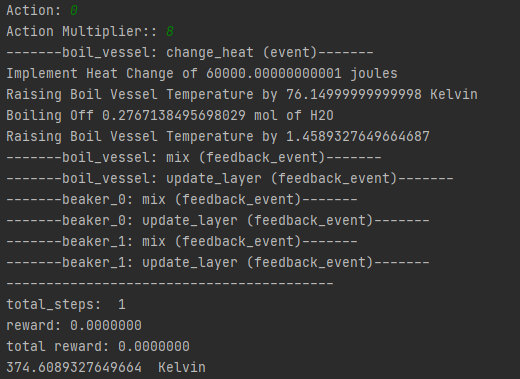 Action: 0
Action Multiplier:: 8
-------boil_vessel: change_heat (event)-------
Implement Heat Change of 60000.00000000001 joules
Raising Boil Vessel Temperature by 76.14999999999998 Kelvin
Boiling Off 0.2767138495698029 mol of H2O
Raising Boil Vessel Temperature by 1.4589327649664687
-------boil_vessel: mix (feedback_event)-------
-------boil_vessel: update_layer (feedback_event)-------
-------beaker_0: mix (feedback_event)-------
-------beaker_0: update_layer (feedback_event)-------
-------beaker_1: mix (feedback_event)-------
-------beaker_1: update_layer (feedback_event)-------
-----------------------------------------
total_steps:  1
reward: 0.0000000
total reward: 0.0000000
374.6089327649664  Kelvin